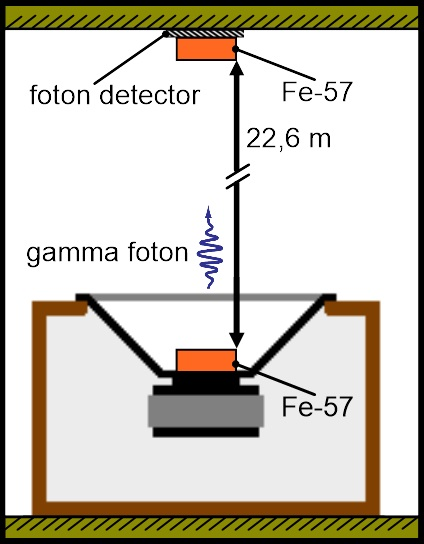 foton detector
Fe-57
22,6 m
gamma foton
Fe-57